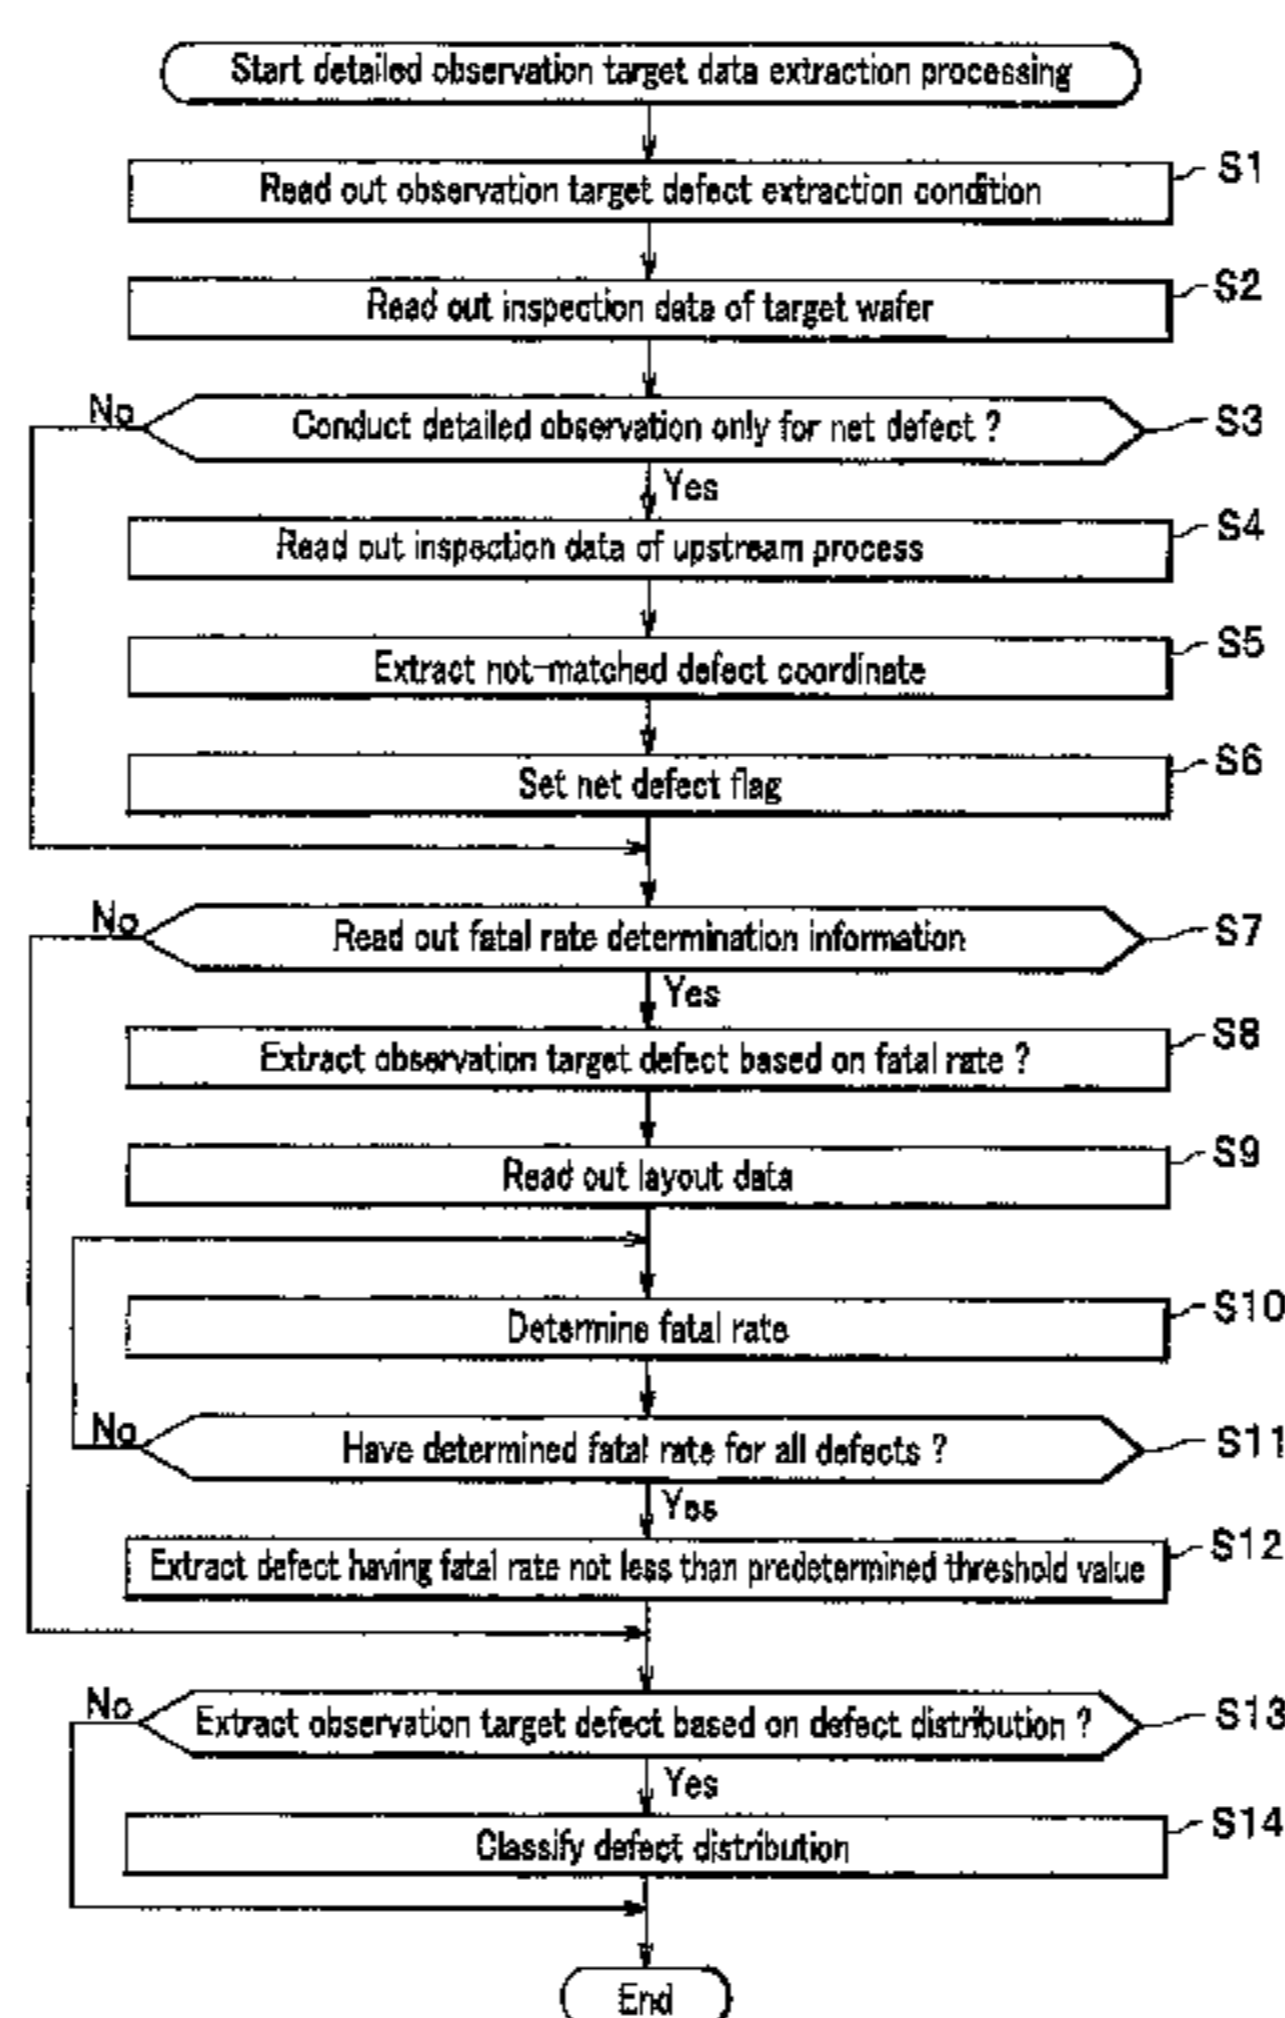 Start detailed observation target data extraction processing
Read out observation target defect extraction condition
S1
Read out inspection data of target wafer
S2
No
Conduct detailed observation only for net defect ?
S3
Yes
Read out inspection data of upstream process
S4
Extract not-matched defect coordinate
S5
Set net defect flag
S6
No
Read out fatal rate determination information
S7
Yes
Extract observation target defect based on fatal rate ?
S8
Read out layout data
S9
Determine fatal rate
S10
No
Have determined fatal rate for all defects ?
S11
Yes
Extract defect having fatal rate not less than predetermined threshold value
S12
No
Extract observation target defect based on defect distribution ?
S13
Yes
Classify defect distribution
S14
End